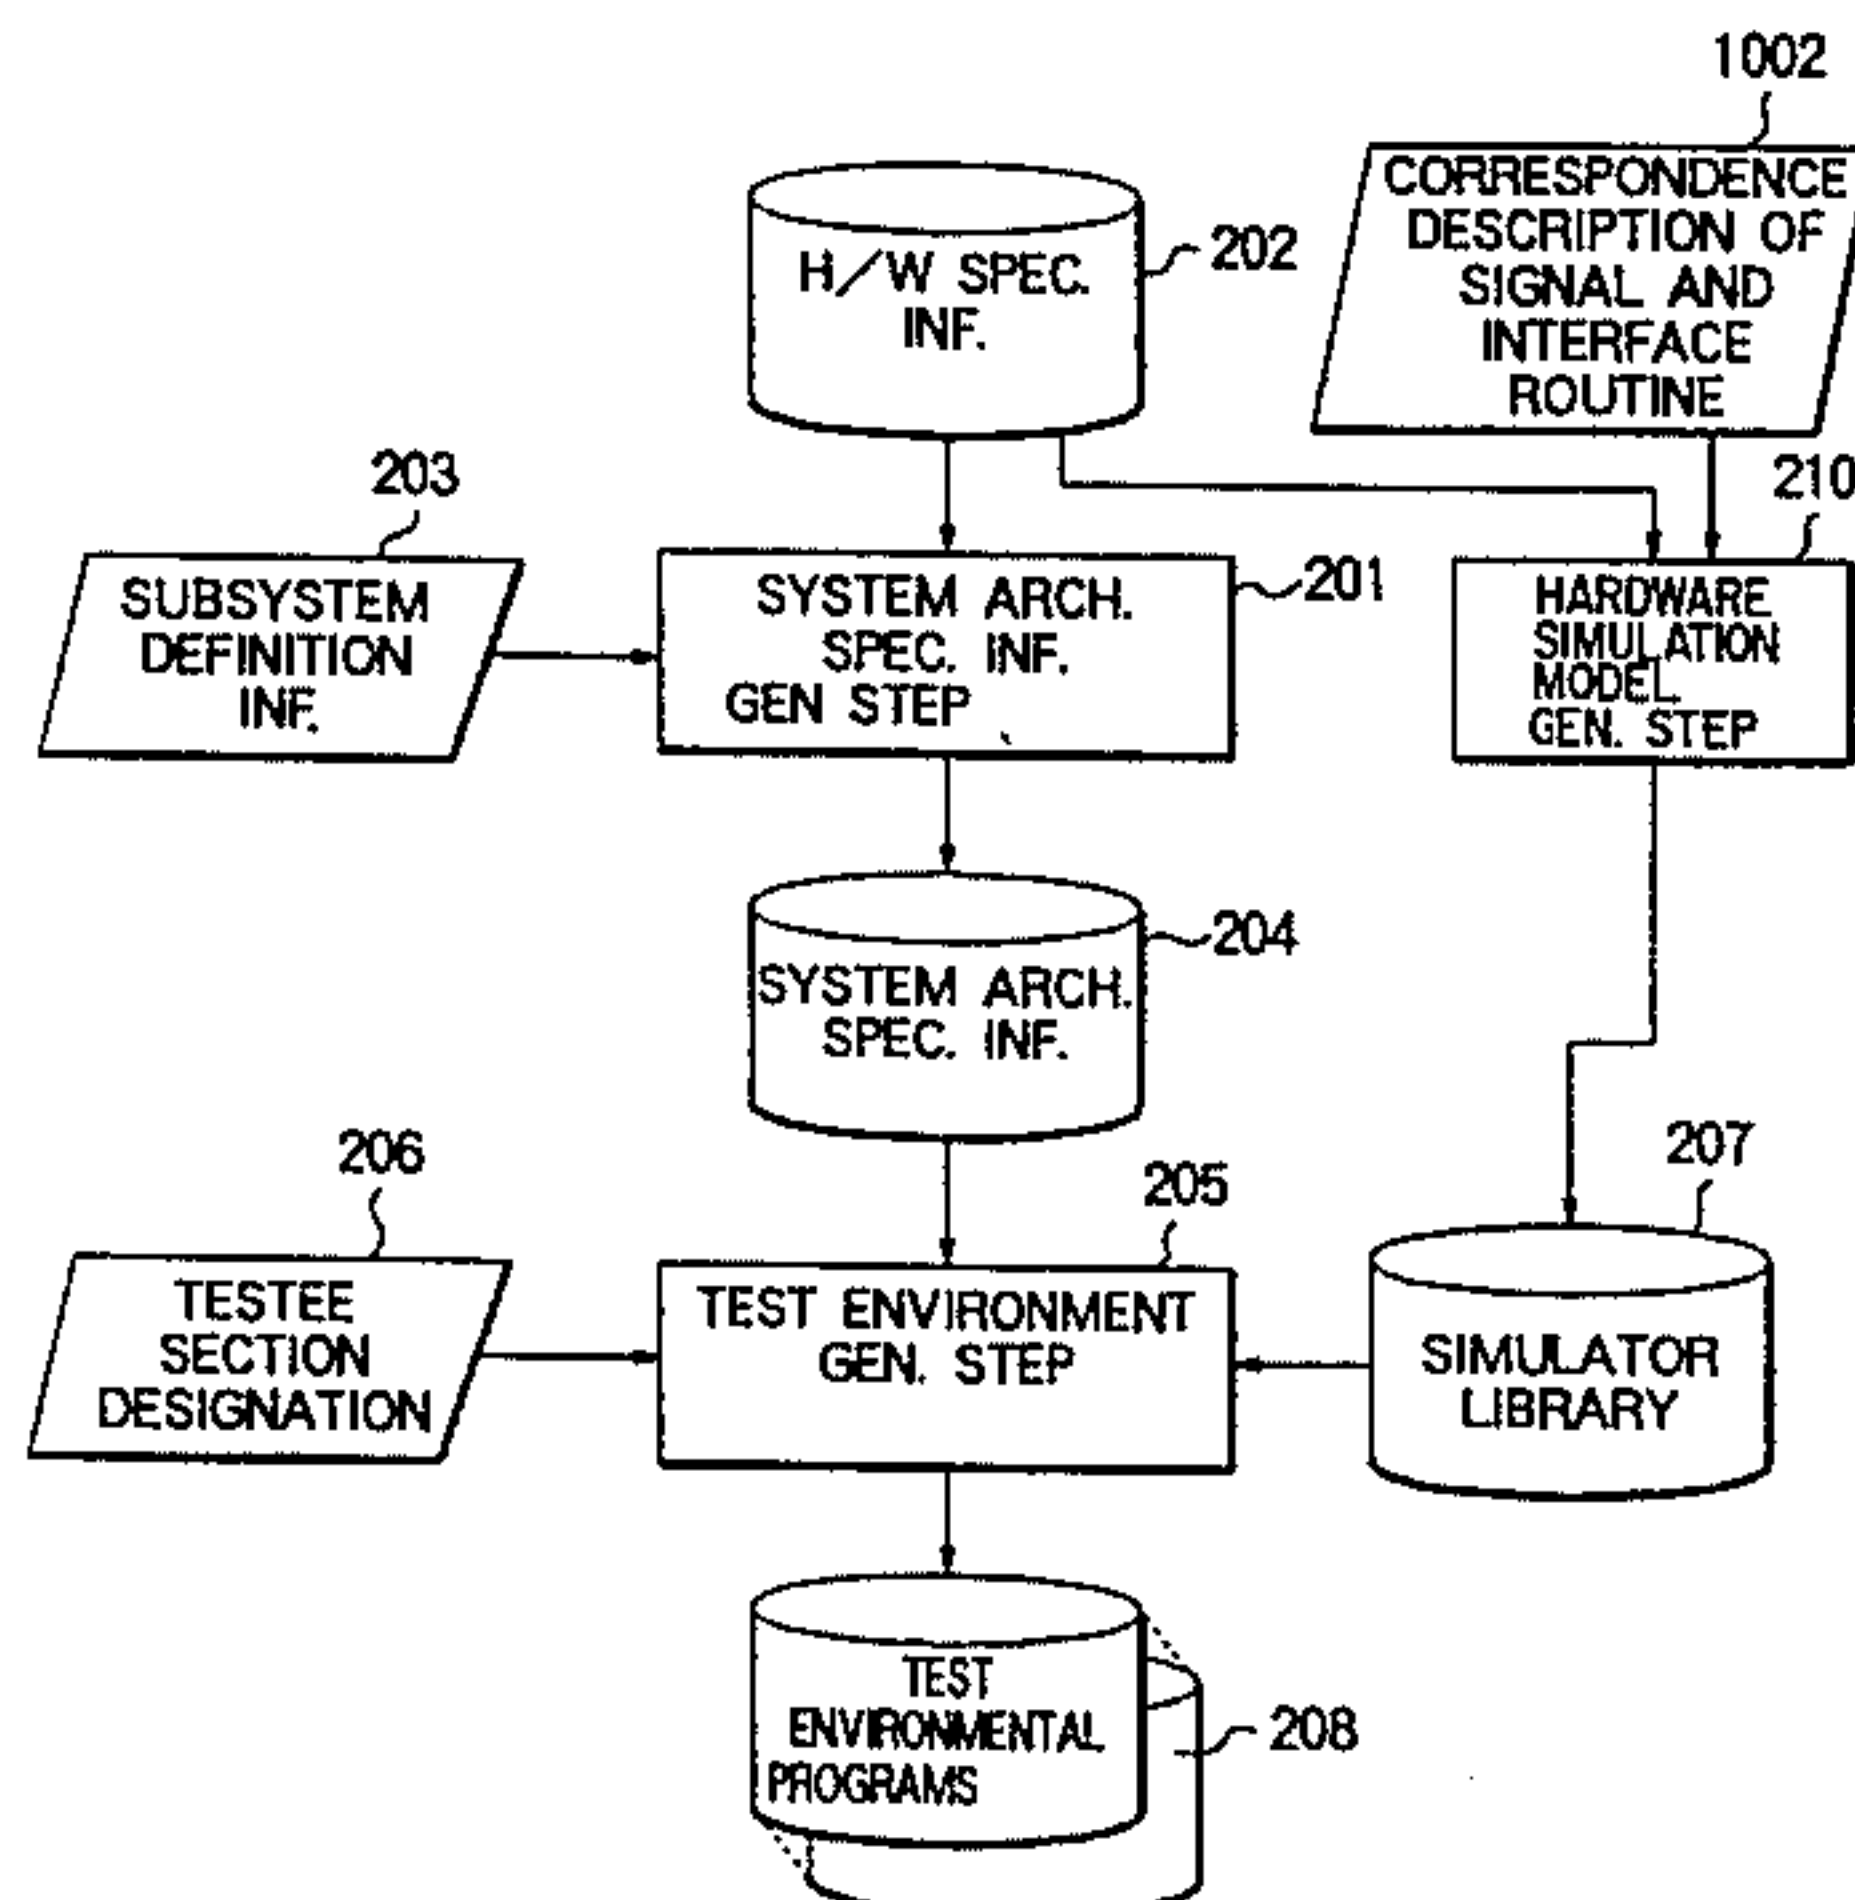 1002
CORRESPONDENCE
DESCRIPTION OF
SIGNAL AND
INTERFACE
ROUTINE
H/W SPEC.
INF.
202
203
210
SUBSYSTEM
DEFINITION
INF.
SYSTEM ARCH.
SPEC. INF.
GEN STEP
201
HARDWARE
SIMULATION
MODEL.
GEN. STEP
SYSTEM ARCH.
SPEC. INF.
204
206
205
207
TESTEE
SECTION
DESIGNATION
TEST ENVIRONMENT
GEN. STEP
SIMULATOR
LIBRARY
TEST
ENVIRONMENTAL
PROGRAMS
208